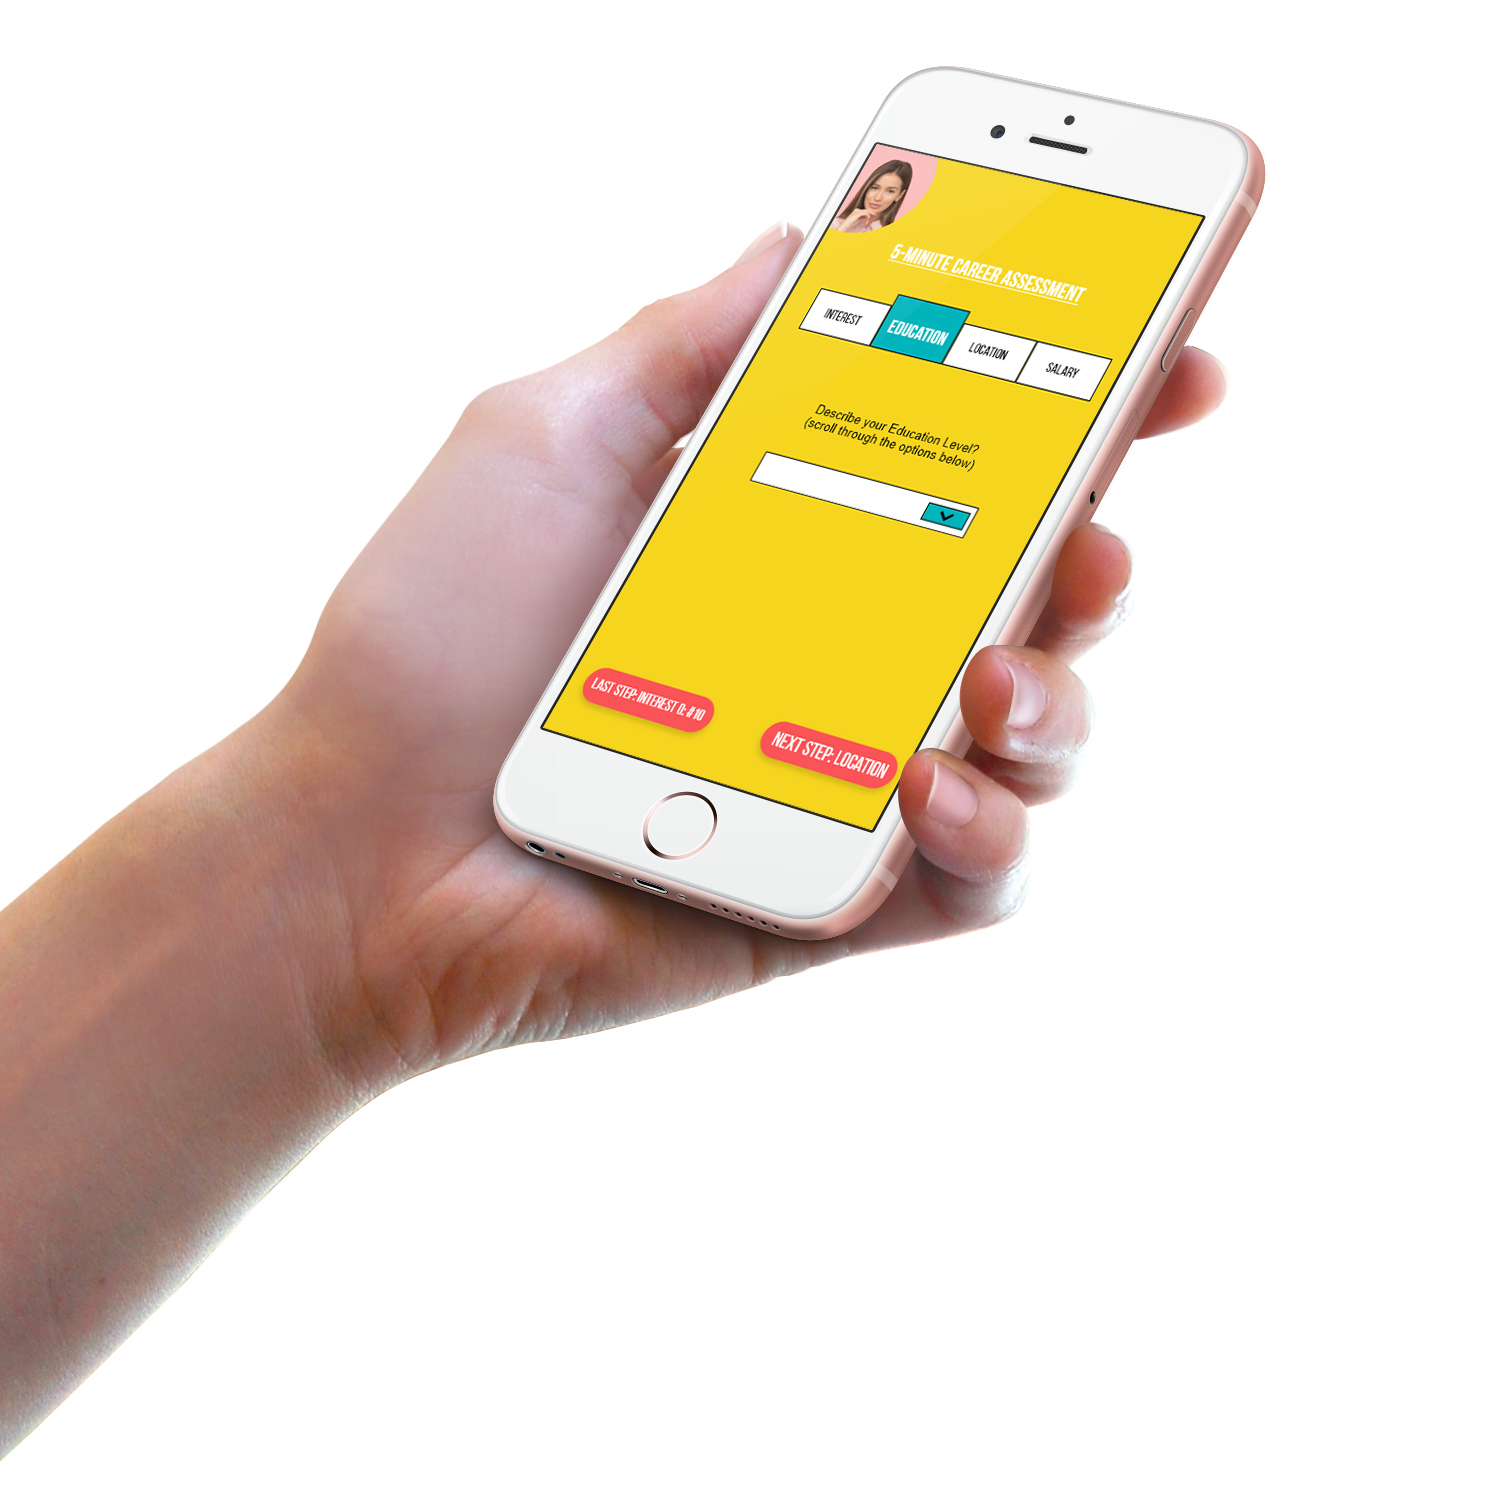 5-MINUTE CAREER ASSESSMENT
INTEREST
EDUCATION
LOCATION
SALARY
Describe your Education Level?
(scroll through the options below)
LAST STEP: INTEREST Q: #10
NEXT STEP: LOCATION